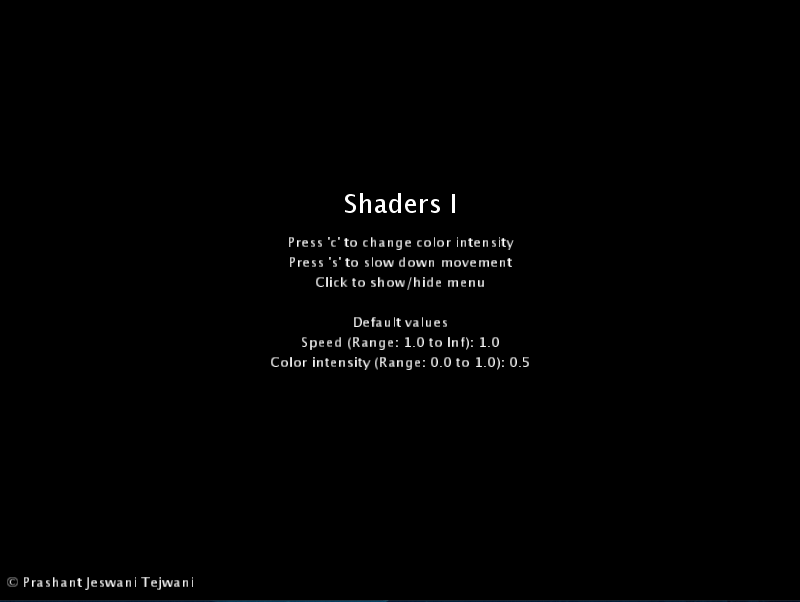 Shaders I
Press 'c' to change color intensity
Press 's' to slow down movement
Click to show/hide menu
Default values
Speed (Range: 1.0 to Inf): 1.0
Color intensity (Range: 0.0 to 1.0): 0.5
© Prashant Jeswani Tejwani